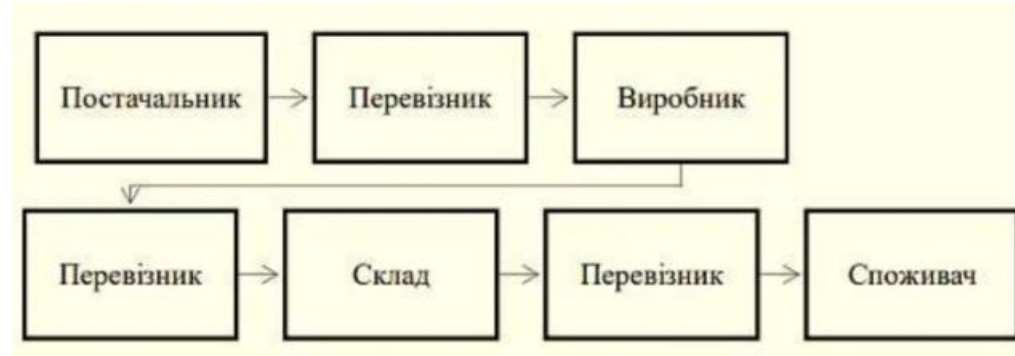 Постачальник
Перевізник
Виробник
Перевізник
Склад
Перевізник
Споживач